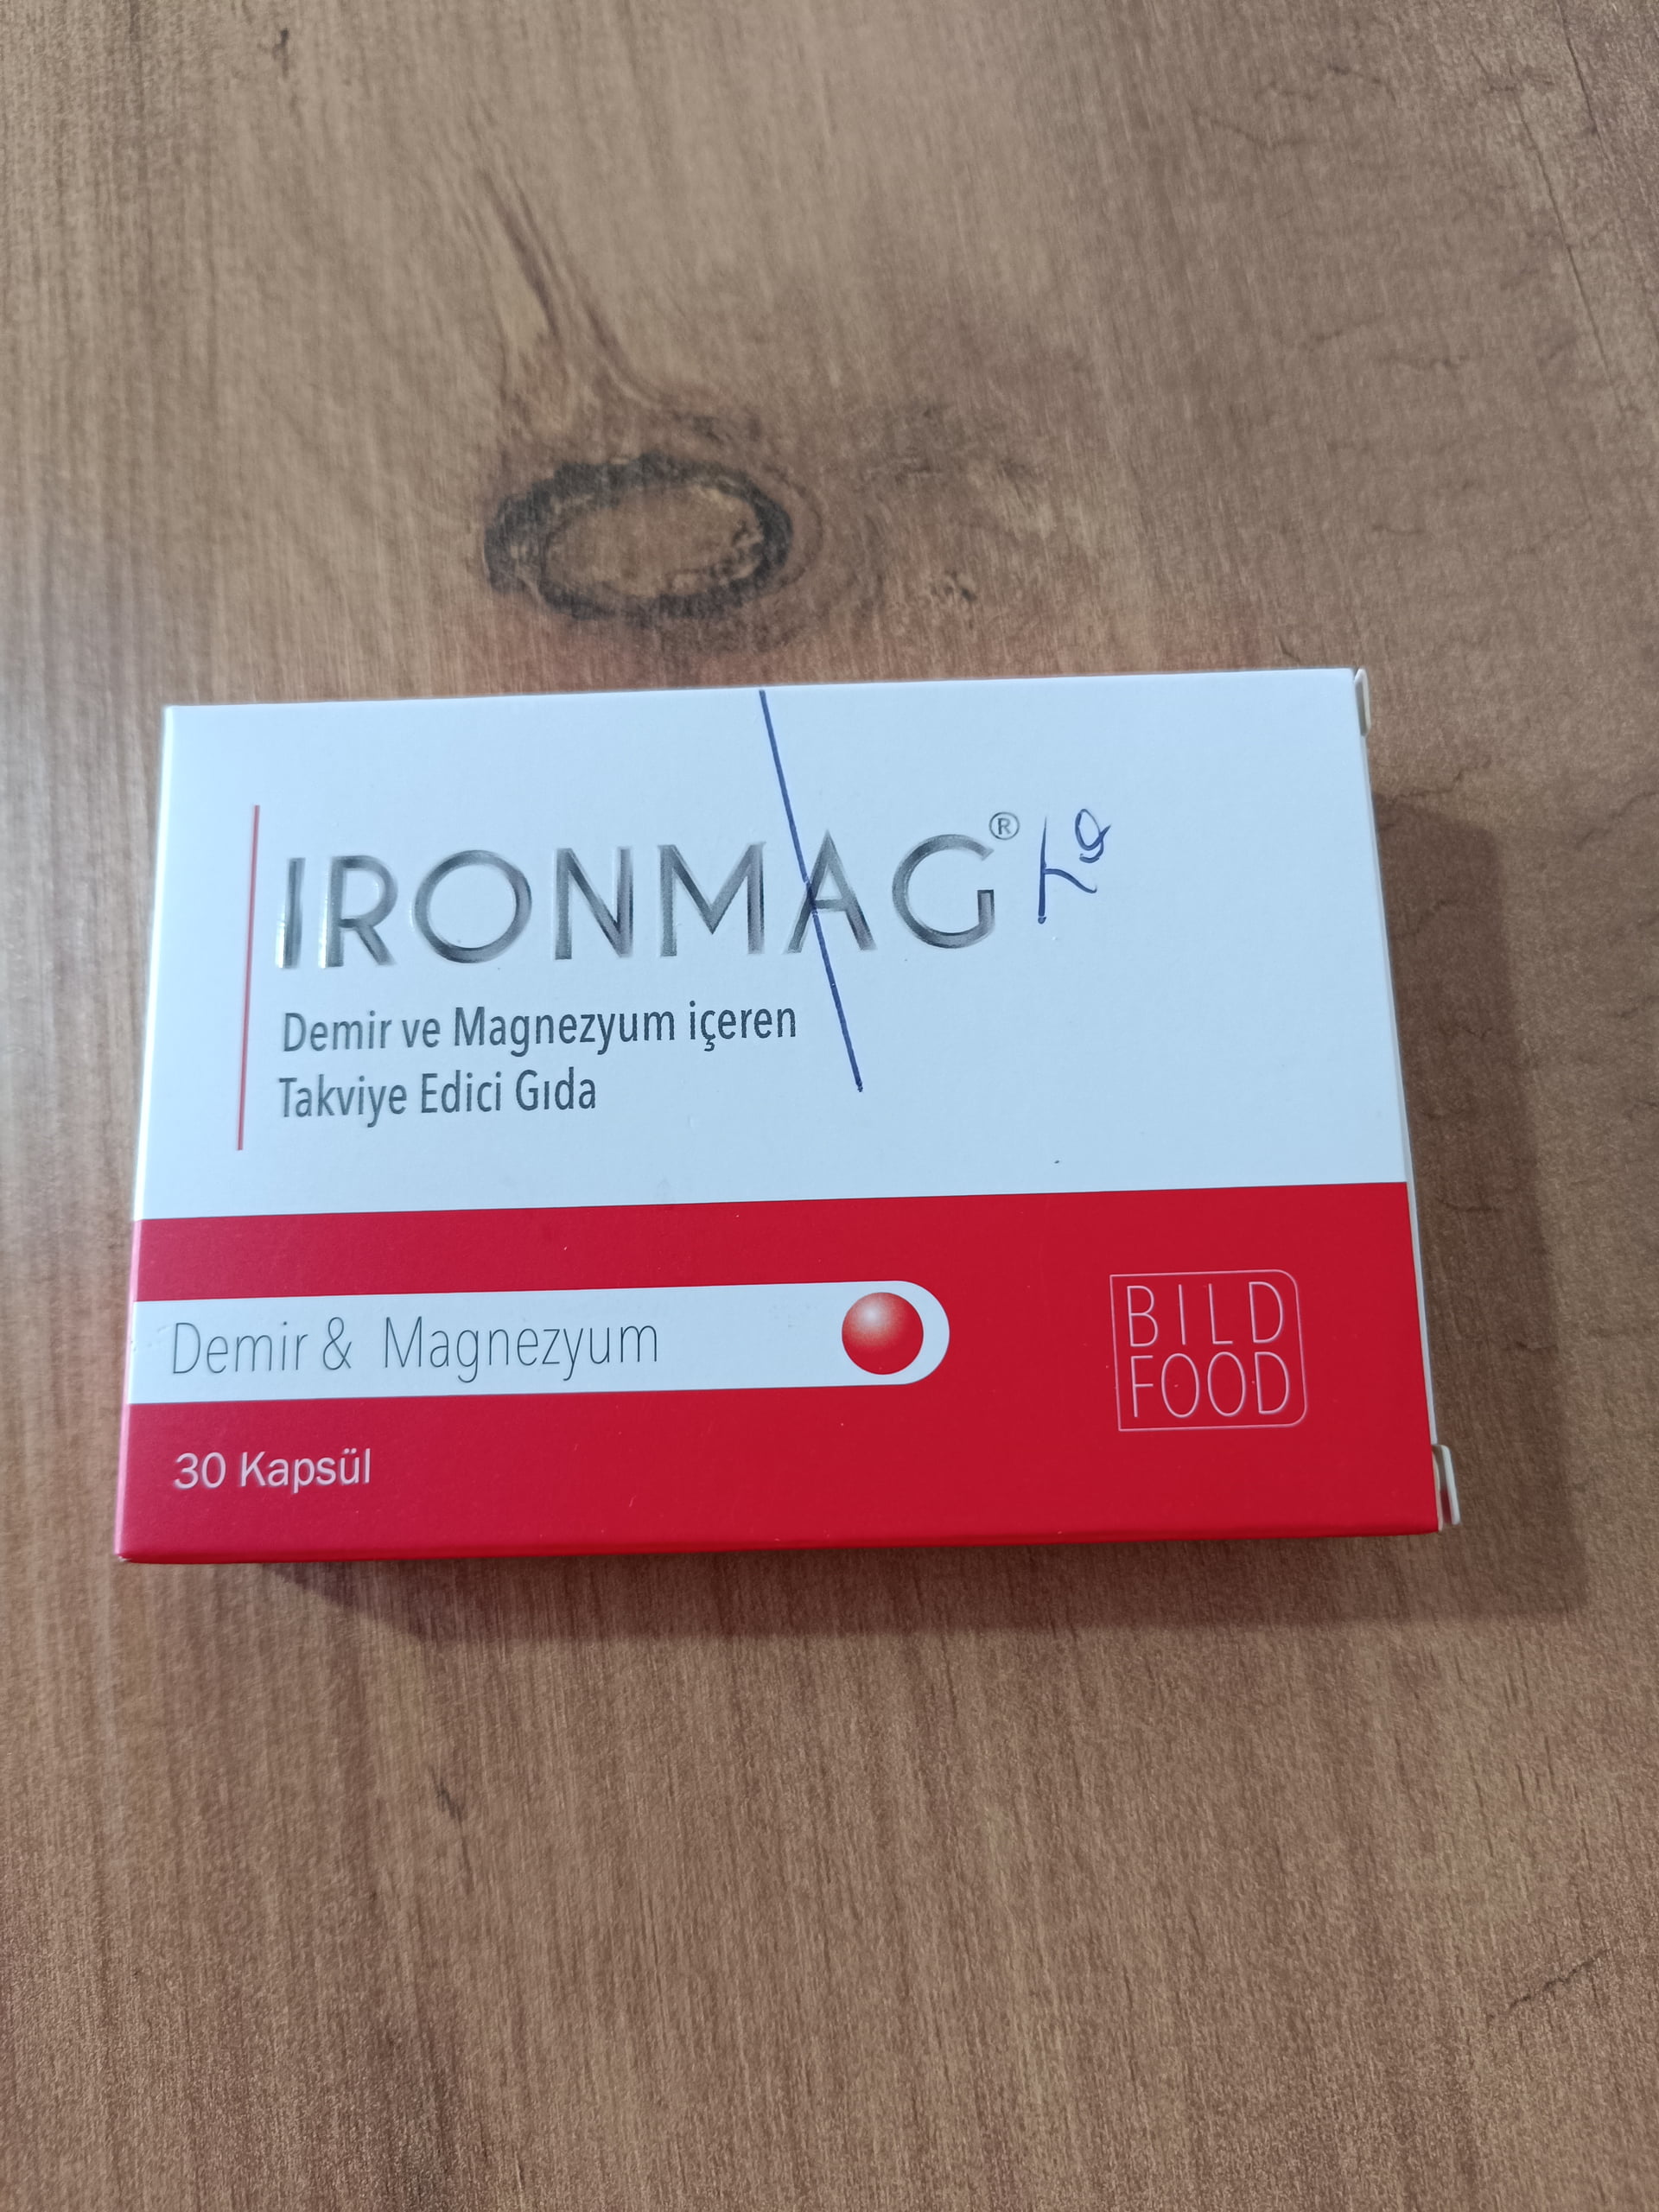 IRONMAG®
Demir ve Magnezyum içeren
Takviye Edici Gıda
Demir & Magnezyum
30 Kapsül
BILD
FOOD